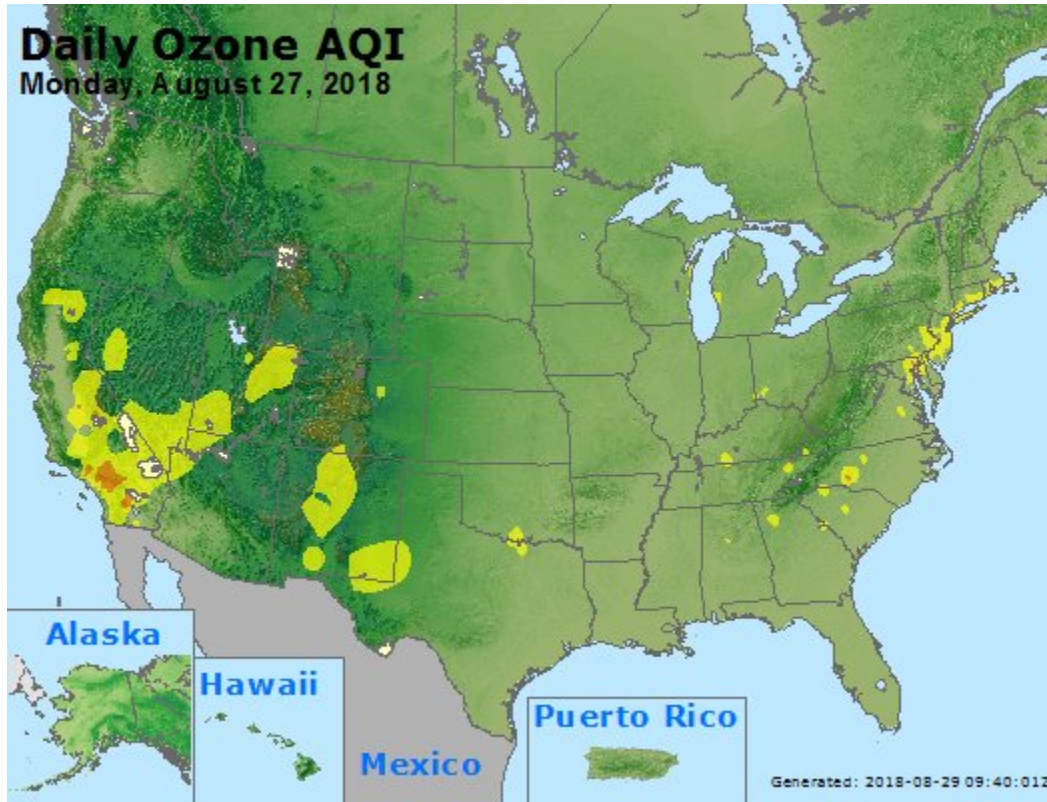 Daily Ozone AQI
Monday, August 27, 2018
Alaska
Hawaii
Puerto Rico
Mexico
Generated: 2018-08-29 09:40:01Z